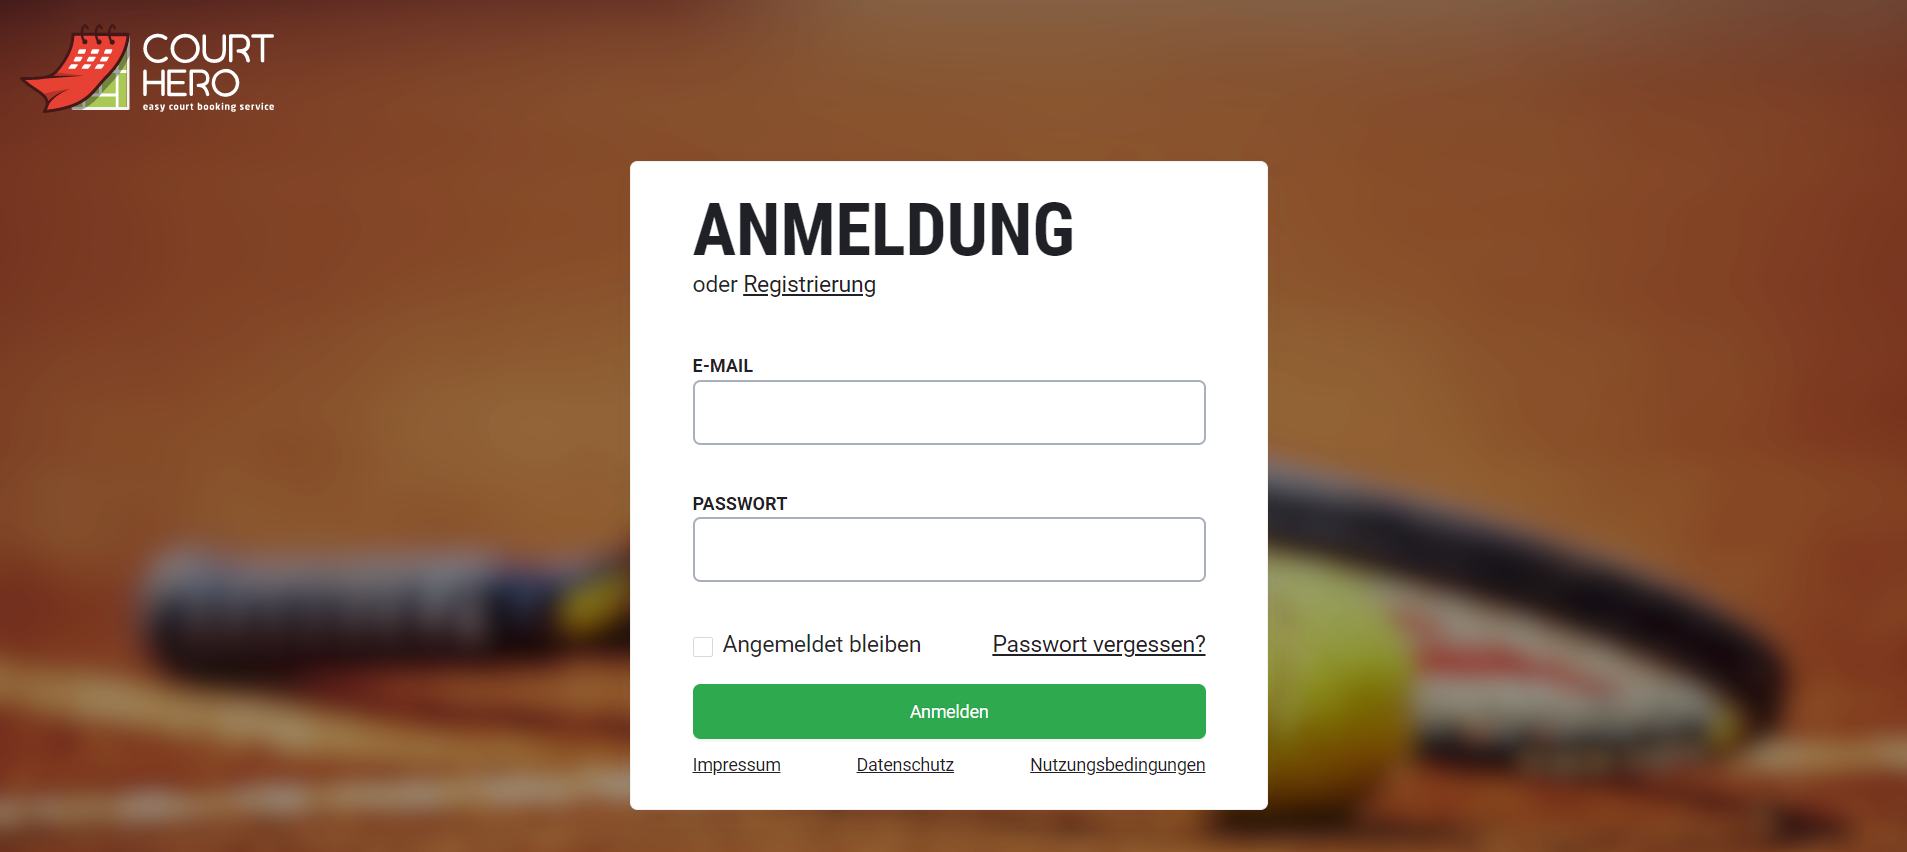 COURT
HERO
easy court booking service
ANMELDUNG
oder Registrierung
E-MAIL
PASSWORT
Angemeldet bleiben Passwort vergessen?
Anmelden
Impressum Datenschutz Nutzungsbedingungen